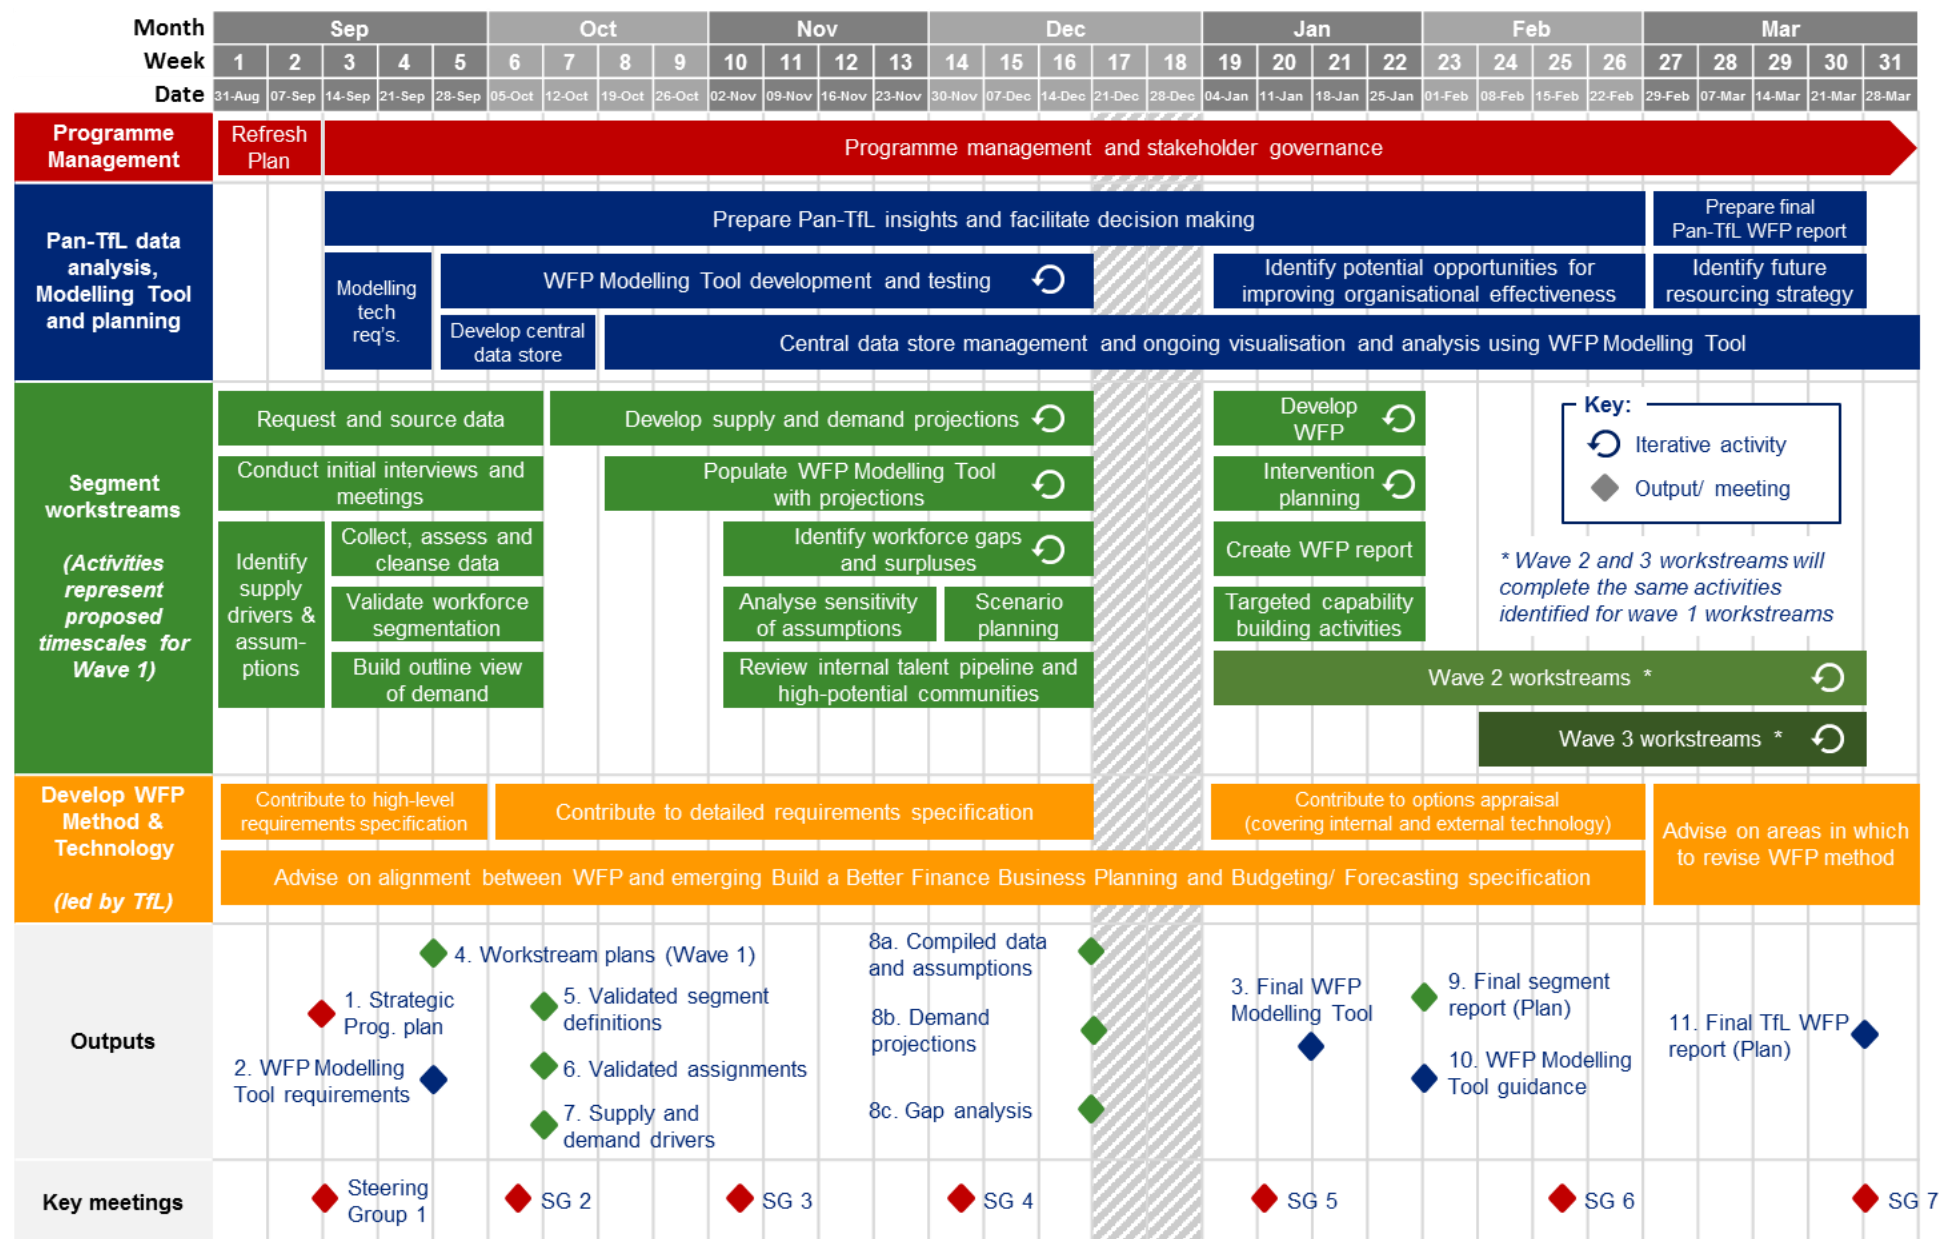 Month Sep Oct Nov Dec Jan Feb Mar
Week 1 2 3 4 5 6 7 8 9 10 11 12 13 14 15 16 17 18 19 20 21 22 23 24 25 26 27 28 29 30 31
Date 31-Aug 07-Sep 14-Sep 21-Sep 28-Sep 05-Oct 12-Oct 19-Oct 26-Oct 02-Nov 09-Nov 16-Nov 23-Nov 30-Nov 07-Dec 14-Dec 21-Dec 28-Dec 04-Jan 11-Jan 18-Jan 25-Jan 01-Feb 08-Feb 15-Feb 22-Feb 29-Feb 07-Mar 14-Mar 21-Mar 28-Mar
Programme
Management
Refresh
Plan
Programme management and stakeholder governance
Pan-TfL data
analysis,
Modelling Tool
and planning
Prepare Pan-TfL insights and facilitate decision making
Prepare final
Pan-TfL WFP report
Modelling
tech
req's.
WFP Modelling Tool development and testing
Identify potential opportunities for
improving organisational effectiveness
Identify future
resourcing strategy
Develop central
data store
Central data store management and ongoing visualisation and analysis using WFP Modelling Tool
Segment
workstreams
(Activities
represent
proposed
timescales for
Wave 1)
Request and source data
Develop supply and demand projections
Develop
WFP
Conduct initial interviews and
meetings
Populate WFP Modelling Tool
with projections
Intervention
planning
Identify
supply
drivers &
assum-
ptions
Collect, assess and
cleanse data
Identify workforce gaps
and surpluses
Create WFP report
Validate workforce
segmentation
Analyse sensitivity
of assumptions
Scenario
planning
Targeted capability
building activities
Build outline view
of demand
Review internal talent pipeline and
high-potential communities
Wave 2 workstreams *
Wave 3 workstreams *
Key:
Iterative activity
Output/ meeting
* Wave 2 and 3 workstreams will
complete the same activities
identified for wave 1 workstreams
Develop WFP
Method &
Technology
(led by TfL)
Contribute to high-level
requirements specification
Contribute to detailed requirements specification
Contribute to options appraisal
(covering internal and external technology)
Advise on areas in which
to revise WFP method
Advise on alignment between WFP and emerging Build a Better Finance Business Planning and Budgeting/ Forecasting specification
Outputs
4. Workstream plans (Wave 1)
1. Strategic
Prog. plan
2. WFP Modelling
Tool requirements
5. Validated segment
definitions
6. Validated assignments
7. Supply and
demand drivers
8a. Compiled data
and assumptions
8b. Demand
projections
8c. Gap analysis
3. Final WFP
Modelling Tool
9. Final segment
report (Plan)
10. WFP Modelling
Tool guidance
11. Final TfL WFP
report (Plan)
Key meetings
Steering
Group 1
SG 2
SG 3
SG 4
SG 5
SG 6
SG 7